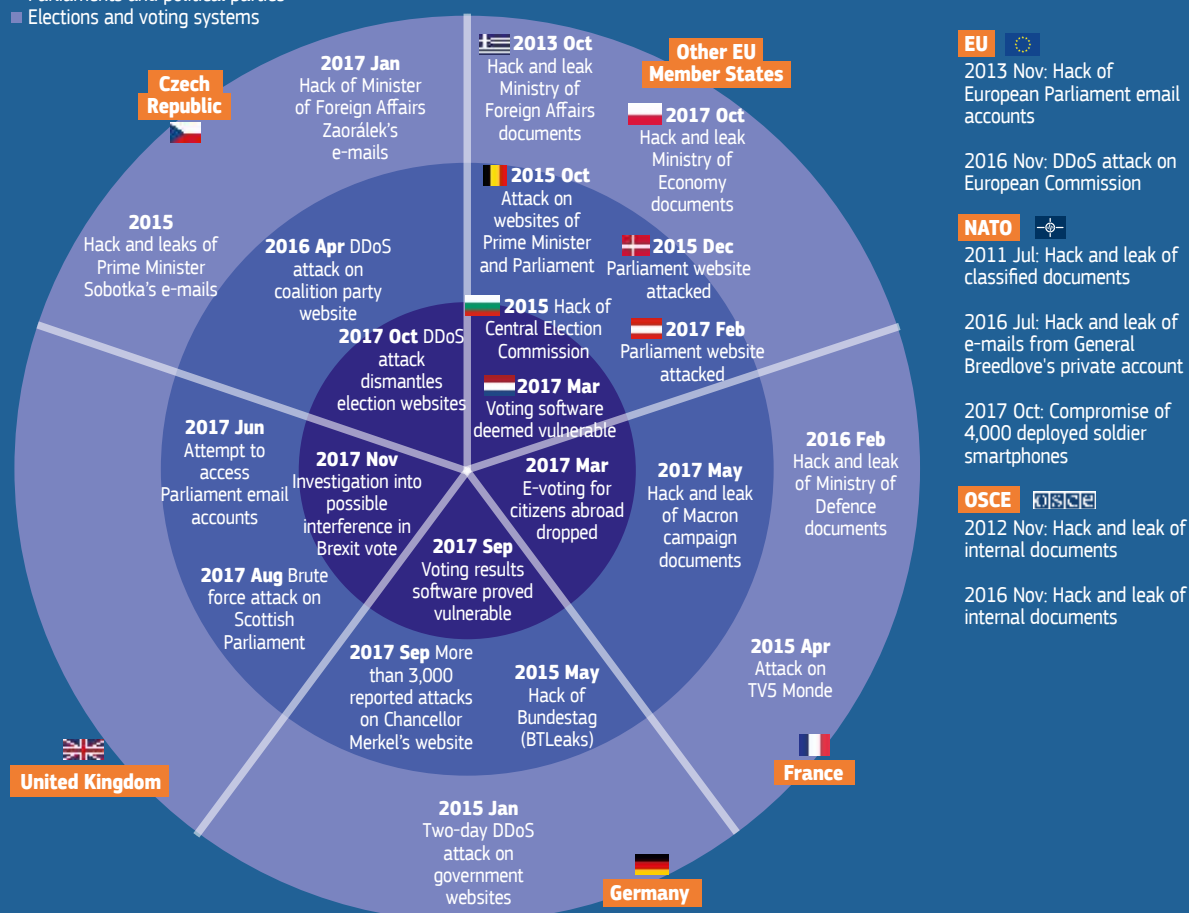 Elections and voting systems
Czech
Republic
2017 Jan
Hack of Minister
of Foreign Affairs
Zaorálek's
e-mails
2015
Hack and leaks of
Prime Minister
Sobotka's e-mails
2016 Apr DDoS
attack on
coalition party
website
2017 Oct DDoS
attack
dismantles
election websites
Other EU
Member States
2013 Oct
Hack and leak
Ministry of
Foreign Affairs
documents
2017 Oct
Hack and leak
Ministry of
Economy
documents
2015 Oct
Attack on
websites of
Prime Minister
and Parliament
2015 Dec
Parliament website
attacked
2015 Hack of
Central Election
Commission
2017 Feb
Parliament website
attacked
2017 Mar
Voting software
deemed vulnerable
2017 Jun
Attempt to
access
Parliament email
accounts
2017 Nov
Investigation into
possible
interference in
Brexit vote
2017 Aug Brute
force attack on
Scottish
Parliament
United Kingdom
2017 Mar
E-voting for
citizens abroad
dropped
2017 May
Hack and leak
of Macron
campaign
documents
2016 Feb
Hack and leak
of Ministry of
Defence
documents
2015 Apr
Attack on
TV5 Monde
France
2017 Sep
Voting results
software proved
vulnerable
2017 Sep More
than 3,000
reported attacks
on Chancellor
Merkel's website
2015 May
Hack of
Bundestag
(BTLeaks)
2015 Jan
Two-day DDoS
attack on
government
websites
Germany
EU
2013 Nov: Hack of
European Parliament email
accounts
2016 Nov: DDoS attack on
European Commission
NATO
2011 Jul: Hack and leak of
classified documents
2016 Jul: Hack and leak of
e-mails from General
Breedlove's private account
2017 Oct: Compromise of
4,000 deployed soldier
smartphones
OSCE
osce
2012 Nov: Hack and leak of
internal documents
2016 Nov: Hack and leak of
internal documents